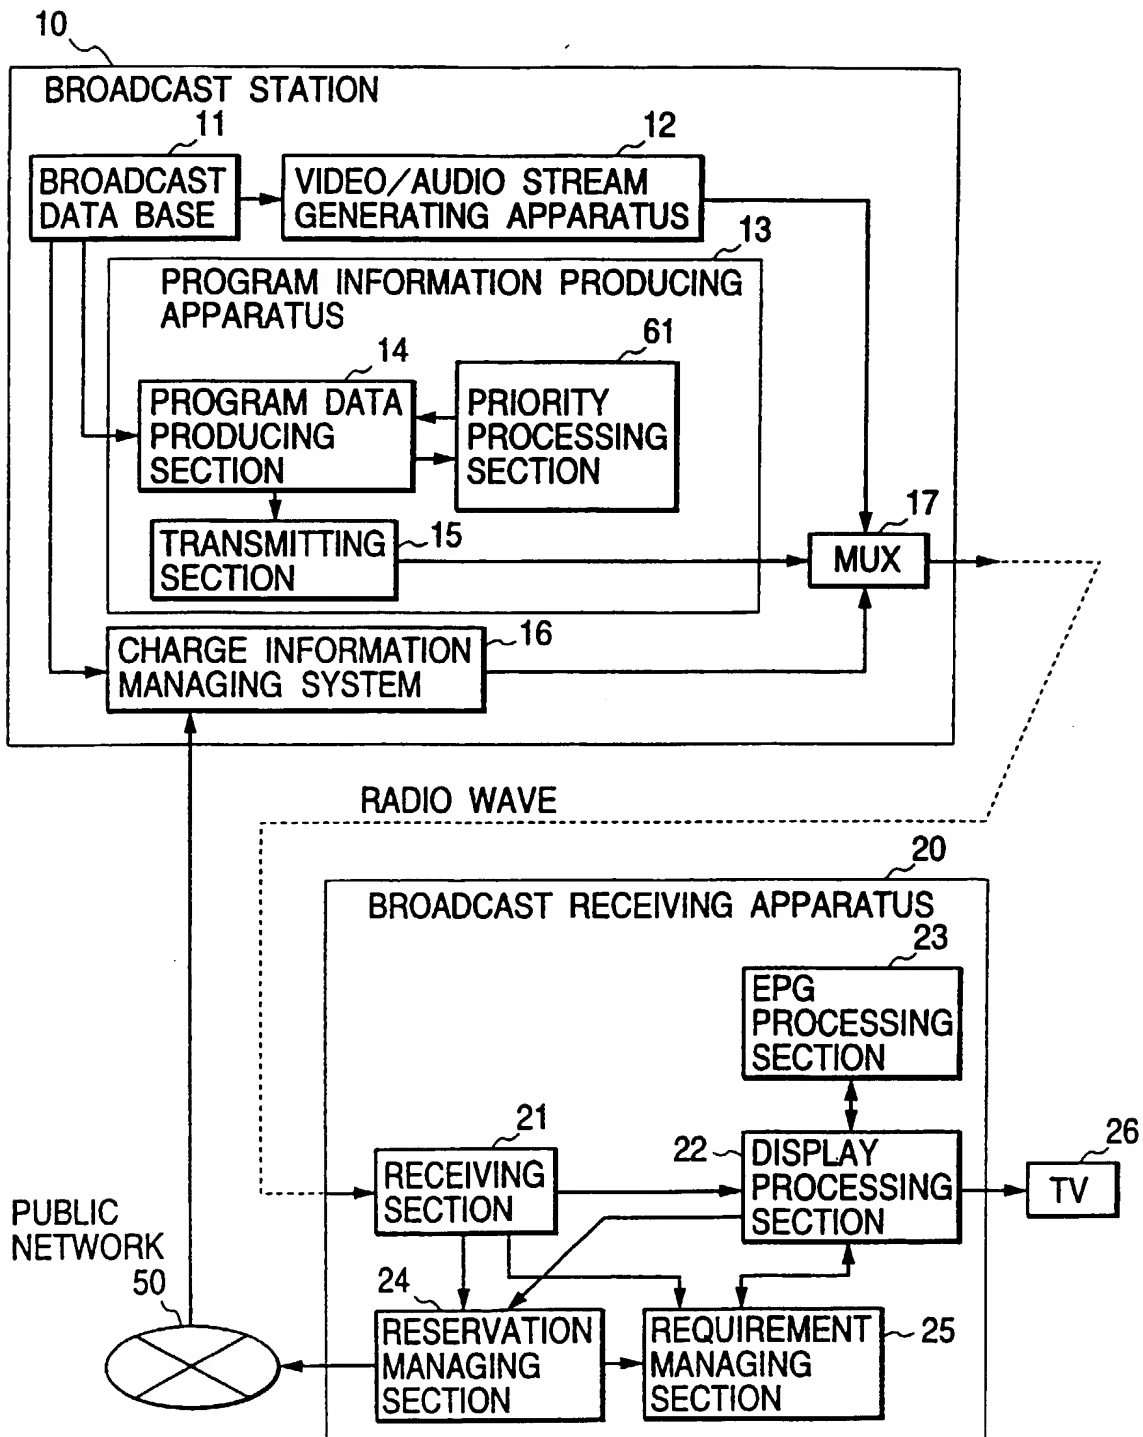 10
BROADCAST STATION
11
12
BROADCAST
DATA BASE
VIDEO/AUDIO STREAM
GENERATING APPARATUS
13
PROGRAM INFORMATION PRODUCING
APPARATUS
14
61
PROGRAM DATA
PRODUCING
SECTION
PRIORITY
PROCESSING
SECTION
15
17
TRANSMITTING
SECTION
MUX
16
CHARGE INFORMATION
MANAGING SYSTEM
RADIO WAVE
20
BROADCAST RECEIVING APPARATUS
23
EPG
PROCESSING
SECTION
21
22
26
RECEIVING
SECTION
DISPLAY
PROCESSING
SECTION
TV
PUBLIC
NETWORK
50
24
25
RESERVATION
MANAGING
SECTION
REQUIREMENT
MANAGING
SECTION